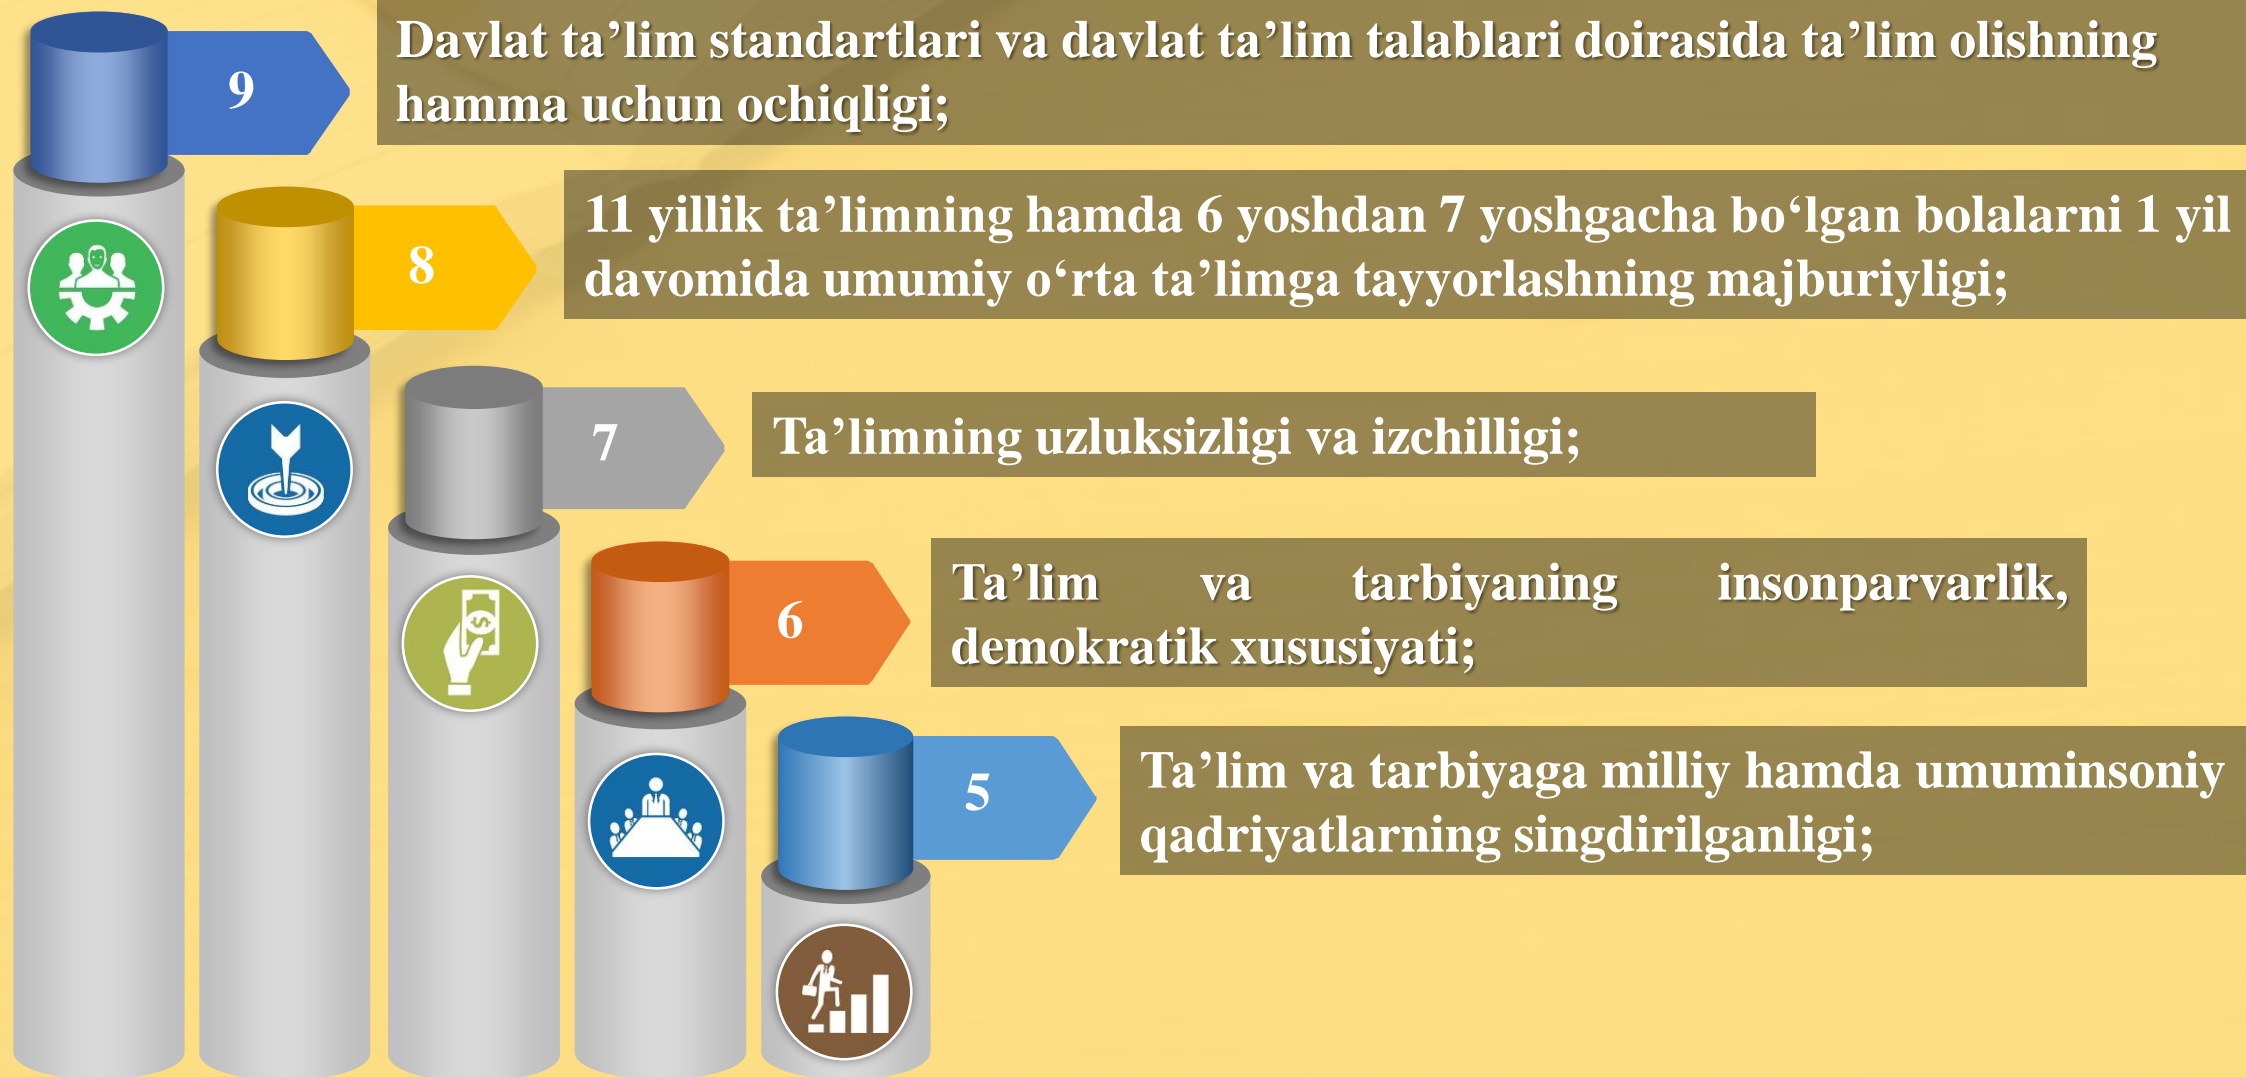 9
Davlat ta’lim standartlari va davlat ta’lim talablari doirasida ta’lim olishning
hamma uchun ochiqligi;
8
11 yillik ta’limning hamda 6 yoshdan 7 yoshgacha bo‘lgan bolalarni 1 yil
davomida umumiy o‘rta ta’limga tayyorlashning majburiyligi;
7
Ta’limning uzluksizligi va izchilligi;
6
Ta’lim va tarbiyaning insonparvarlik,
demokratik xususiyati;
5
Ta’lim va tarbiyaga milliy hamda umuminsoniy
qadriyatlarning singdirilganligi;